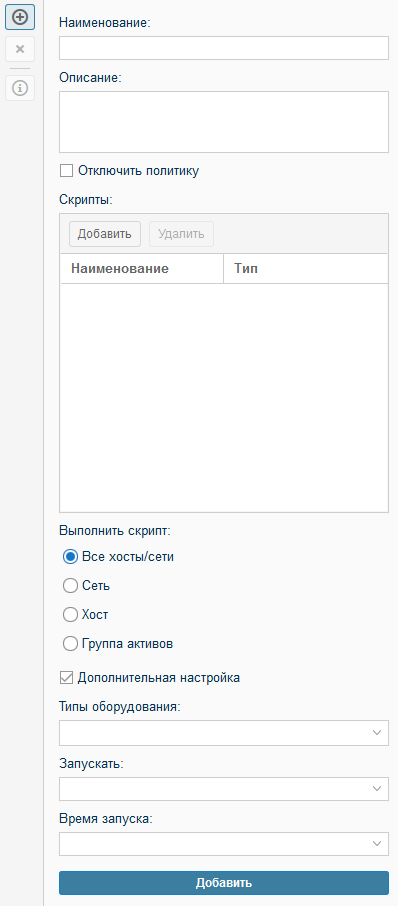 Наименование:
Описание:
Отключить политику
Скрипты:
Добавить Удалить
Наименование Тип
Выполнить скрипт:
Все хосты/сети
Сеть
Хост
Группа активов
Дополнительная настройка
Типы оборудования:
Запускать:
Время запуска:
Добавить